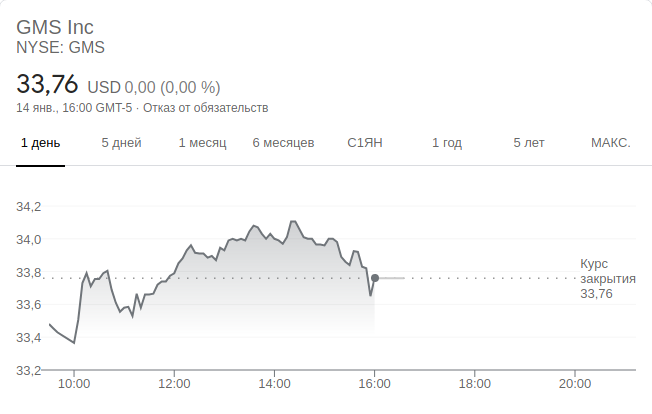 GMS Inc
NYSE: GMS
33,76 USD 0,00 (0,00 %)
14 янв., 16:00 GMT-5 · Отказ от обязательств
1 день 5 дней 1 месяц 6 месяцев С1ЯН 1 год 5 лет МАКС.
34,2
34,0
33,8
33,6
33,4
33,2
Курс
закрытия
33,76
10:00 12:00 14:00 16:00 18:00 20:00